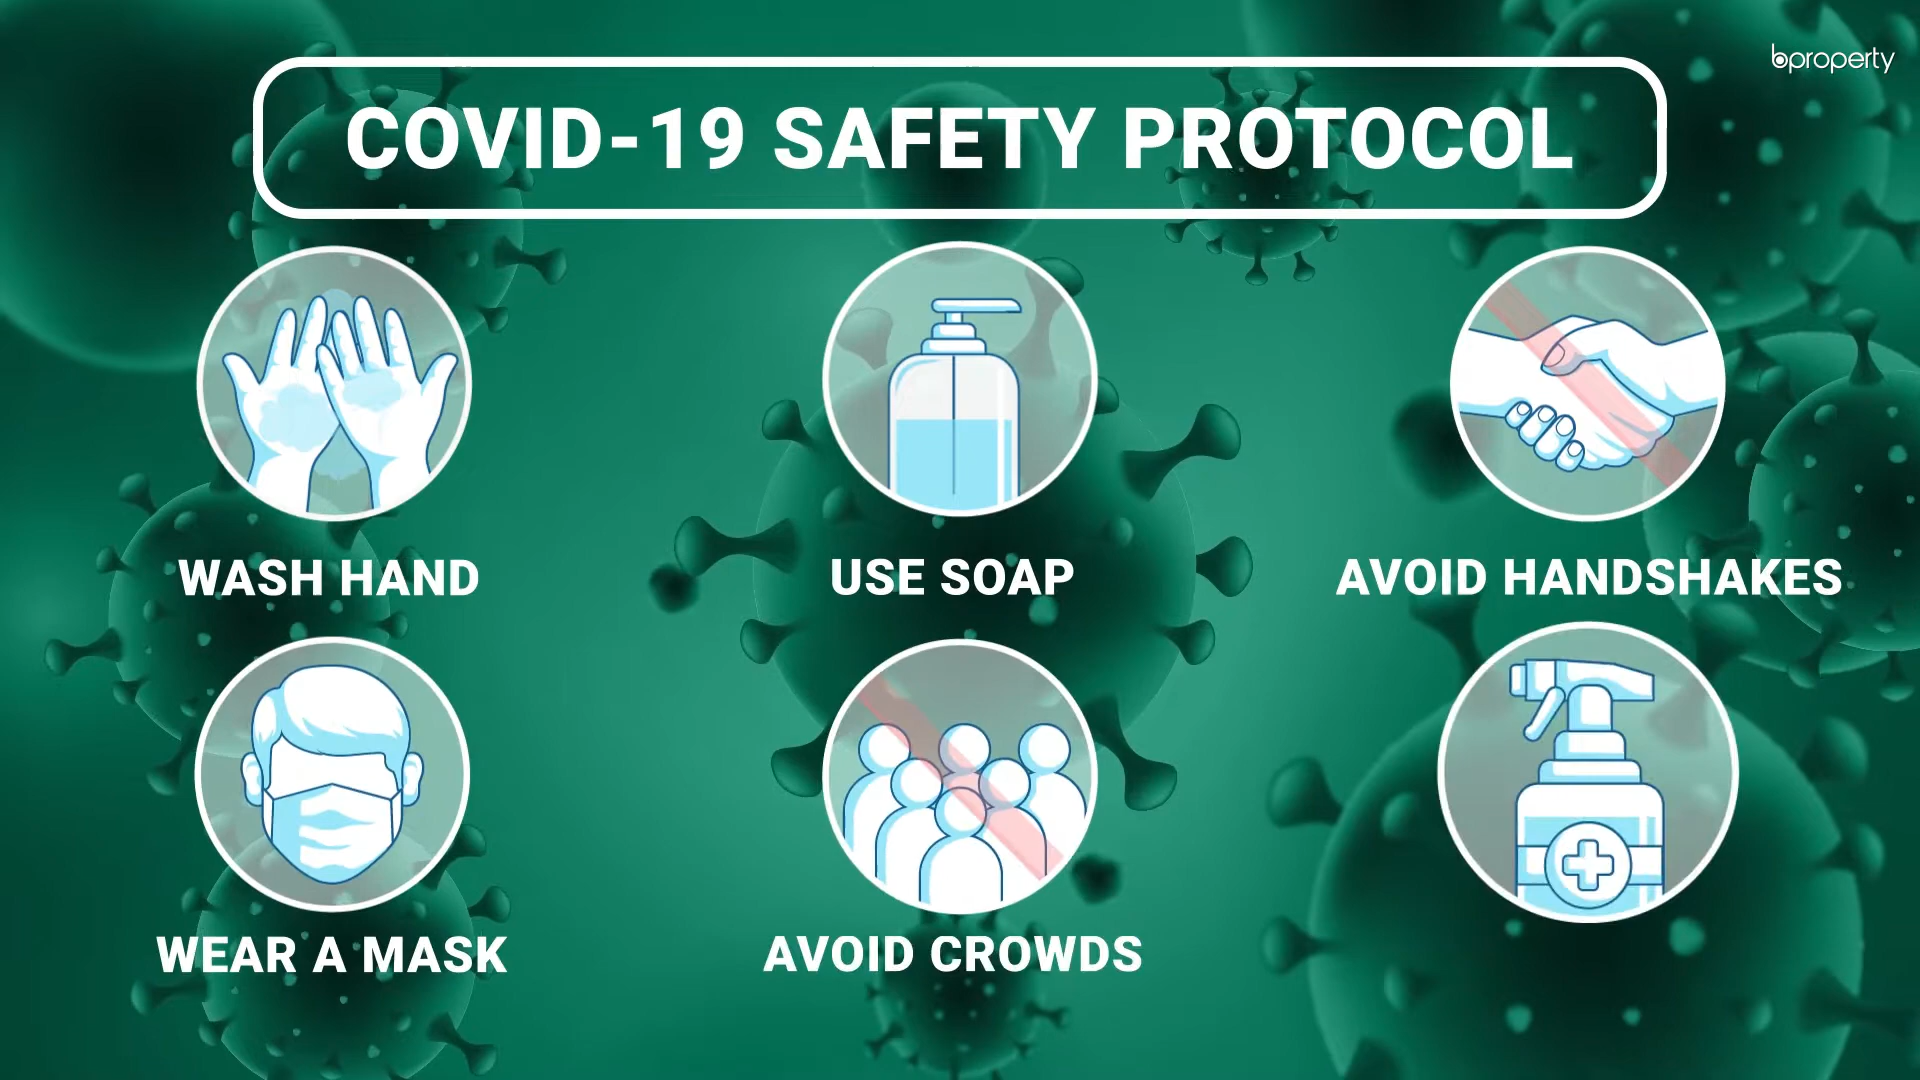 bproperty
COVID-19 SAFETY PROTOCOL
WASH HAND
USE SOAP
AVOID HANDSHAKES
WEAR A MASK
AVOID CROWDS